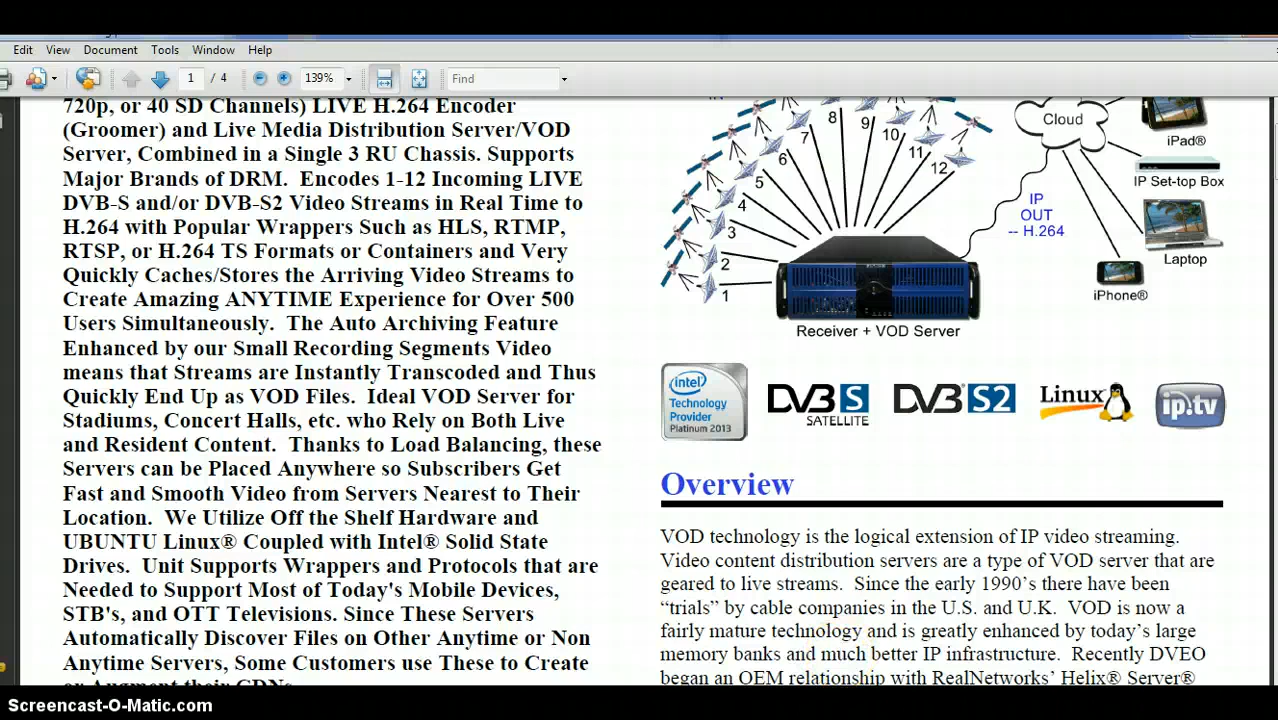 Edit View Document Tools Window Help
1 / 4 139% Find
720p, or 40 SD Channels) LIVE H.264 Encoder
(Groomer) and Live Media Distribution Server/VOD
Server, Combined in a Single 3 RU Chassis. Supports
Major Brands of DRM. Encodes 1-12 Incoming LIVE
DVB-S and/or DVB-S2 Video Streams in Real Time to
H.264 with Popular Wrappers Such as HLS, RTMP,
RTSP, or H.264 TS Formats or Containers and Very
Quickly Caches/Stores the Arriving Video Streams to
Create Amazing ANYTIME Experience for Over 500
Users Simultaneously. The Auto Archiving Feature
Enhanced by our Small Recording Segments Video
means that Streams are Instantly Transcoded and Thus
Quickly End Up as VOD Files. Ideal VOD Server for
Stadiums, Concert Halls, etc. who Rely on Both Live
and Resident Content. Thanks to Load Balancing, these
Servers can be Placed Anywhere so Subscribers Get
Fast and Smooth Video from Servers Nearest to Their
Location. We Utilize Off the Shelf Hardware and
UBUNTU Linux® Coupled with Intel® Solid State
Drives. Unit Supports Wrappers and Protocols that are
Needed to Support Most of Today's Mobile Devices,
STB's, and OTT Televisions. Since These Servers
Automatically Discover Files on Other Anytime or Non
Anytime Servers, Some Customers use These to Create
or Augment their CDNs
1
2
3
4
5
6
7
8
9
10
11
12
Cloud
iPad®
IP Set-top Box
IP
OUT
-- H.264
Laptop
iPhone®
Receiver + VOD Server
intel
Technology
Provider
Platinum 2013
DVB S
SATELLITE
DVB® S2
Linux
ip.tv
Overview
VOD technology is the logical extension of IP video streaming.
Video content distribution servers are a type of VOD server that are
geared to live streams. Since the early 1990’s there have been
“trials” by cable companies in the U.S. and U.K. VOD is now a
fairly mature technology and is greatly enhanced by today’s large
memory banks and much better IP infrastructure. Recently DVEO
began an OEM relationship with RealNetworks’ Helix® Server®
Screencast-O-Matic.com